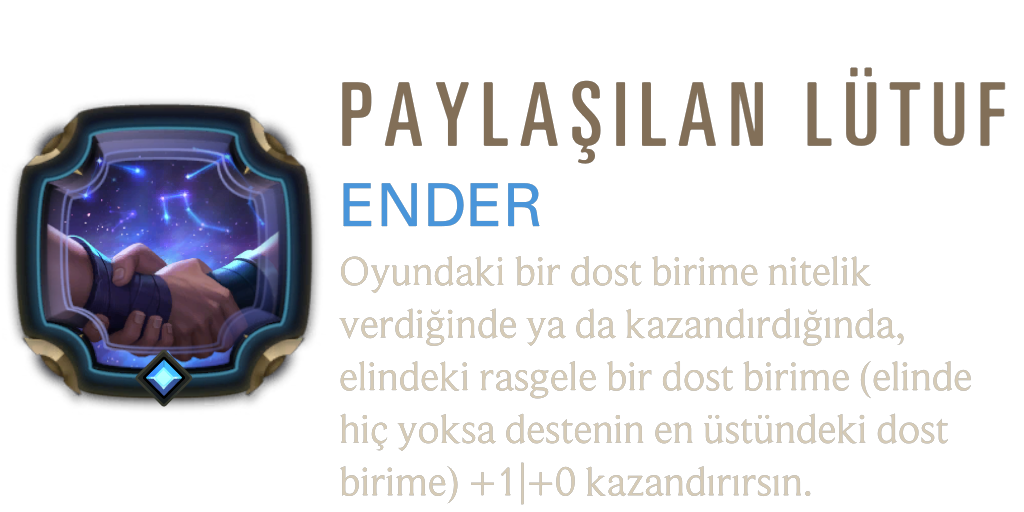 PAYLAŞILAN LÜTUF
ENDER
Oyundaki bir dost birime nitelik
verdiğinde ya da kazandırdığında,
elindeki rasgele bir dost birime (elinde
hiç yoksa destenin en üstündeki dost
birime) +1|+0 kazandırırsın.